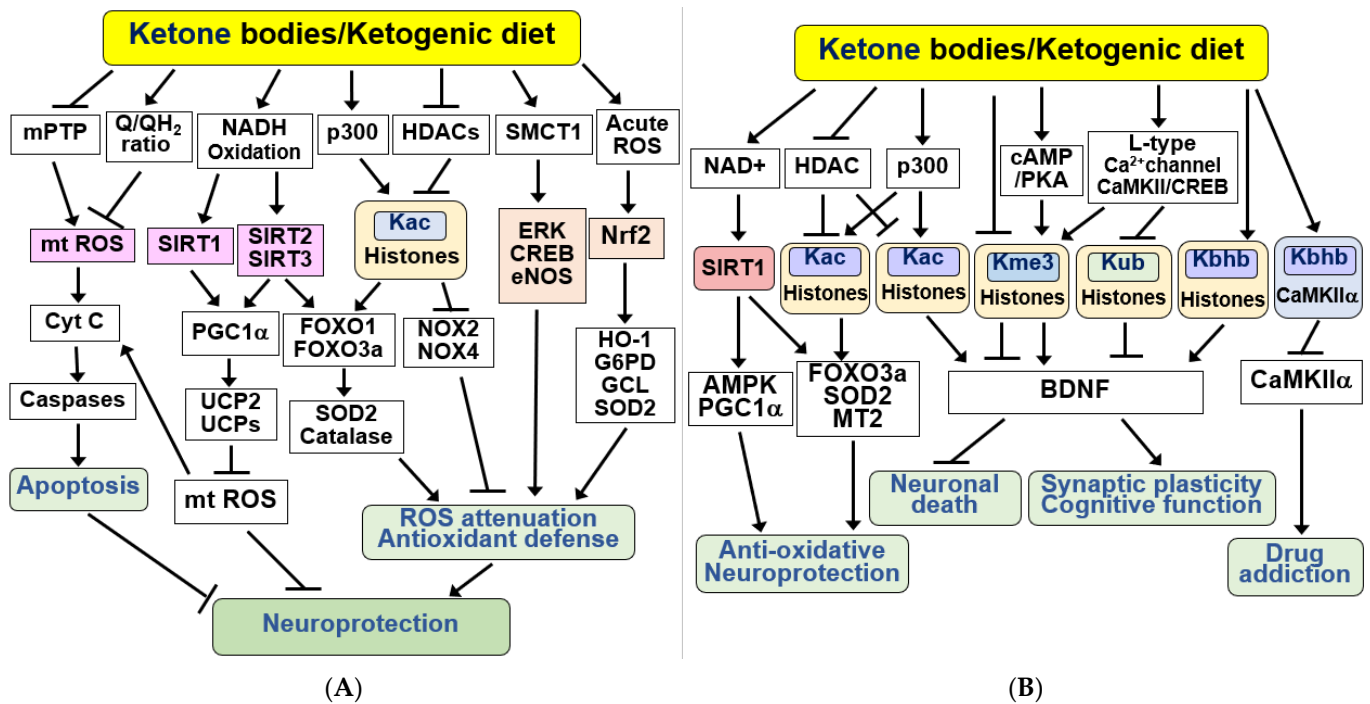 Ketone bodies/Ketogenic diet
mPTP
Q/QH₂
ratio
NADH
Oxidation
p300
HDACs
SMCT1
Acute
ROS
mt ROS
SIRT1
SIRT2
SIRT3
Kac
Histones
ERK
CREB
eNOS
Nrf2
Cyt C
PGC1α
FOXO1
FOXO3a
NOX2
NOX4
HO-1
G6PD
GCL
SOD2
Caspases
UCP2
UCPs
SOD2
Catalase
Apoptosis
mt ROS
ROS attenuation
Antioxidant defense
Neuroprotection
(A)
Ketone bodies/Ketogenic diet
NAD+
HDAC
p300
cAMP
/PKA
L-type
Ca²⁺channel
CaMKII/CREB
SIRT1
Kac
Histones
Kac
Histones
Kme3
Histones
Kub
Histones
Kbhb
Histones
Kbhb
CaMKIIα
AMPK
PGC1α
FOXO3a
SOD2
MT2
BDNF
CaMKIIα
Neuronal
death
Synaptic plasticity
Cognitive function
Anti-oxidative
Neuroprotection
Drug
addiction
(B)